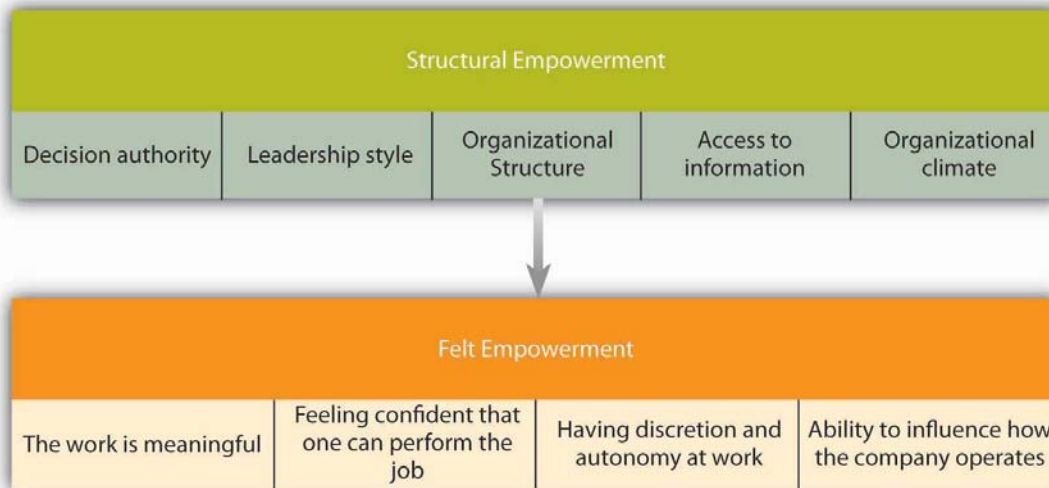 Structural Empowerment
Decision authority
Leadership style
Organizational
Structure
Access to
information
Organizational
climate
Felt Empowerment
The work is meaningful
Feeling confident that
one can perform the
job
Having discretion and
autonomy at work
Ability to influence how
the company operates